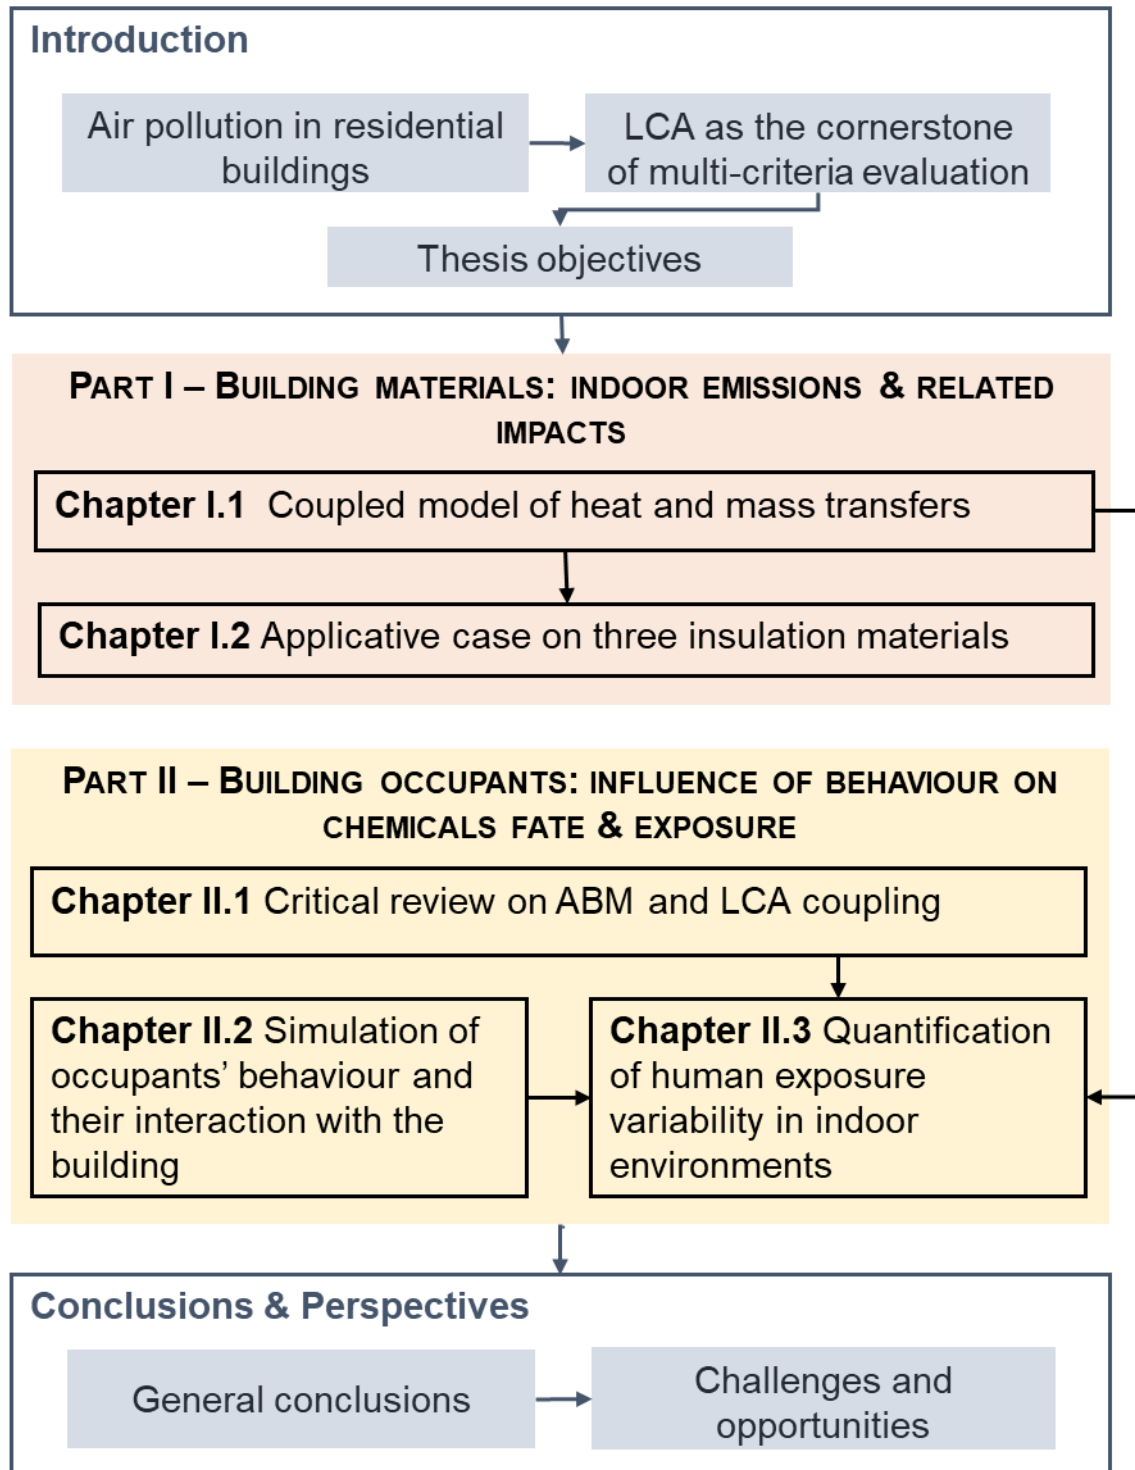 Introduction
Air pollution in residential
buildings
LCA as the cornerstone
of multi-criteria evaluation
Thesis objectives
PART I – BUILDING MATERIALS: INDOOR EMISSIONS & RELATED
IMPACTS
Chapter I.1 Coupled model of heat and mass transfers
Chapter I.2 Applicative case on three insulation materials
PART II – BUILDING OCCUPANTS: INFLUENCE OF BEHAVIOUR ON
CHEMICALS FATE & EXPOSURE
Chapter II.1 Critical review on ABM and LCA coupling
Chapter II.2 Simulation of
occupants’ behaviour and
their interaction with the
building
Chapter II.3 Quantification
of human exposure
variability in indoor
environments
Conclusions & Perspectives
General conclusions
Challenges and
opportunities